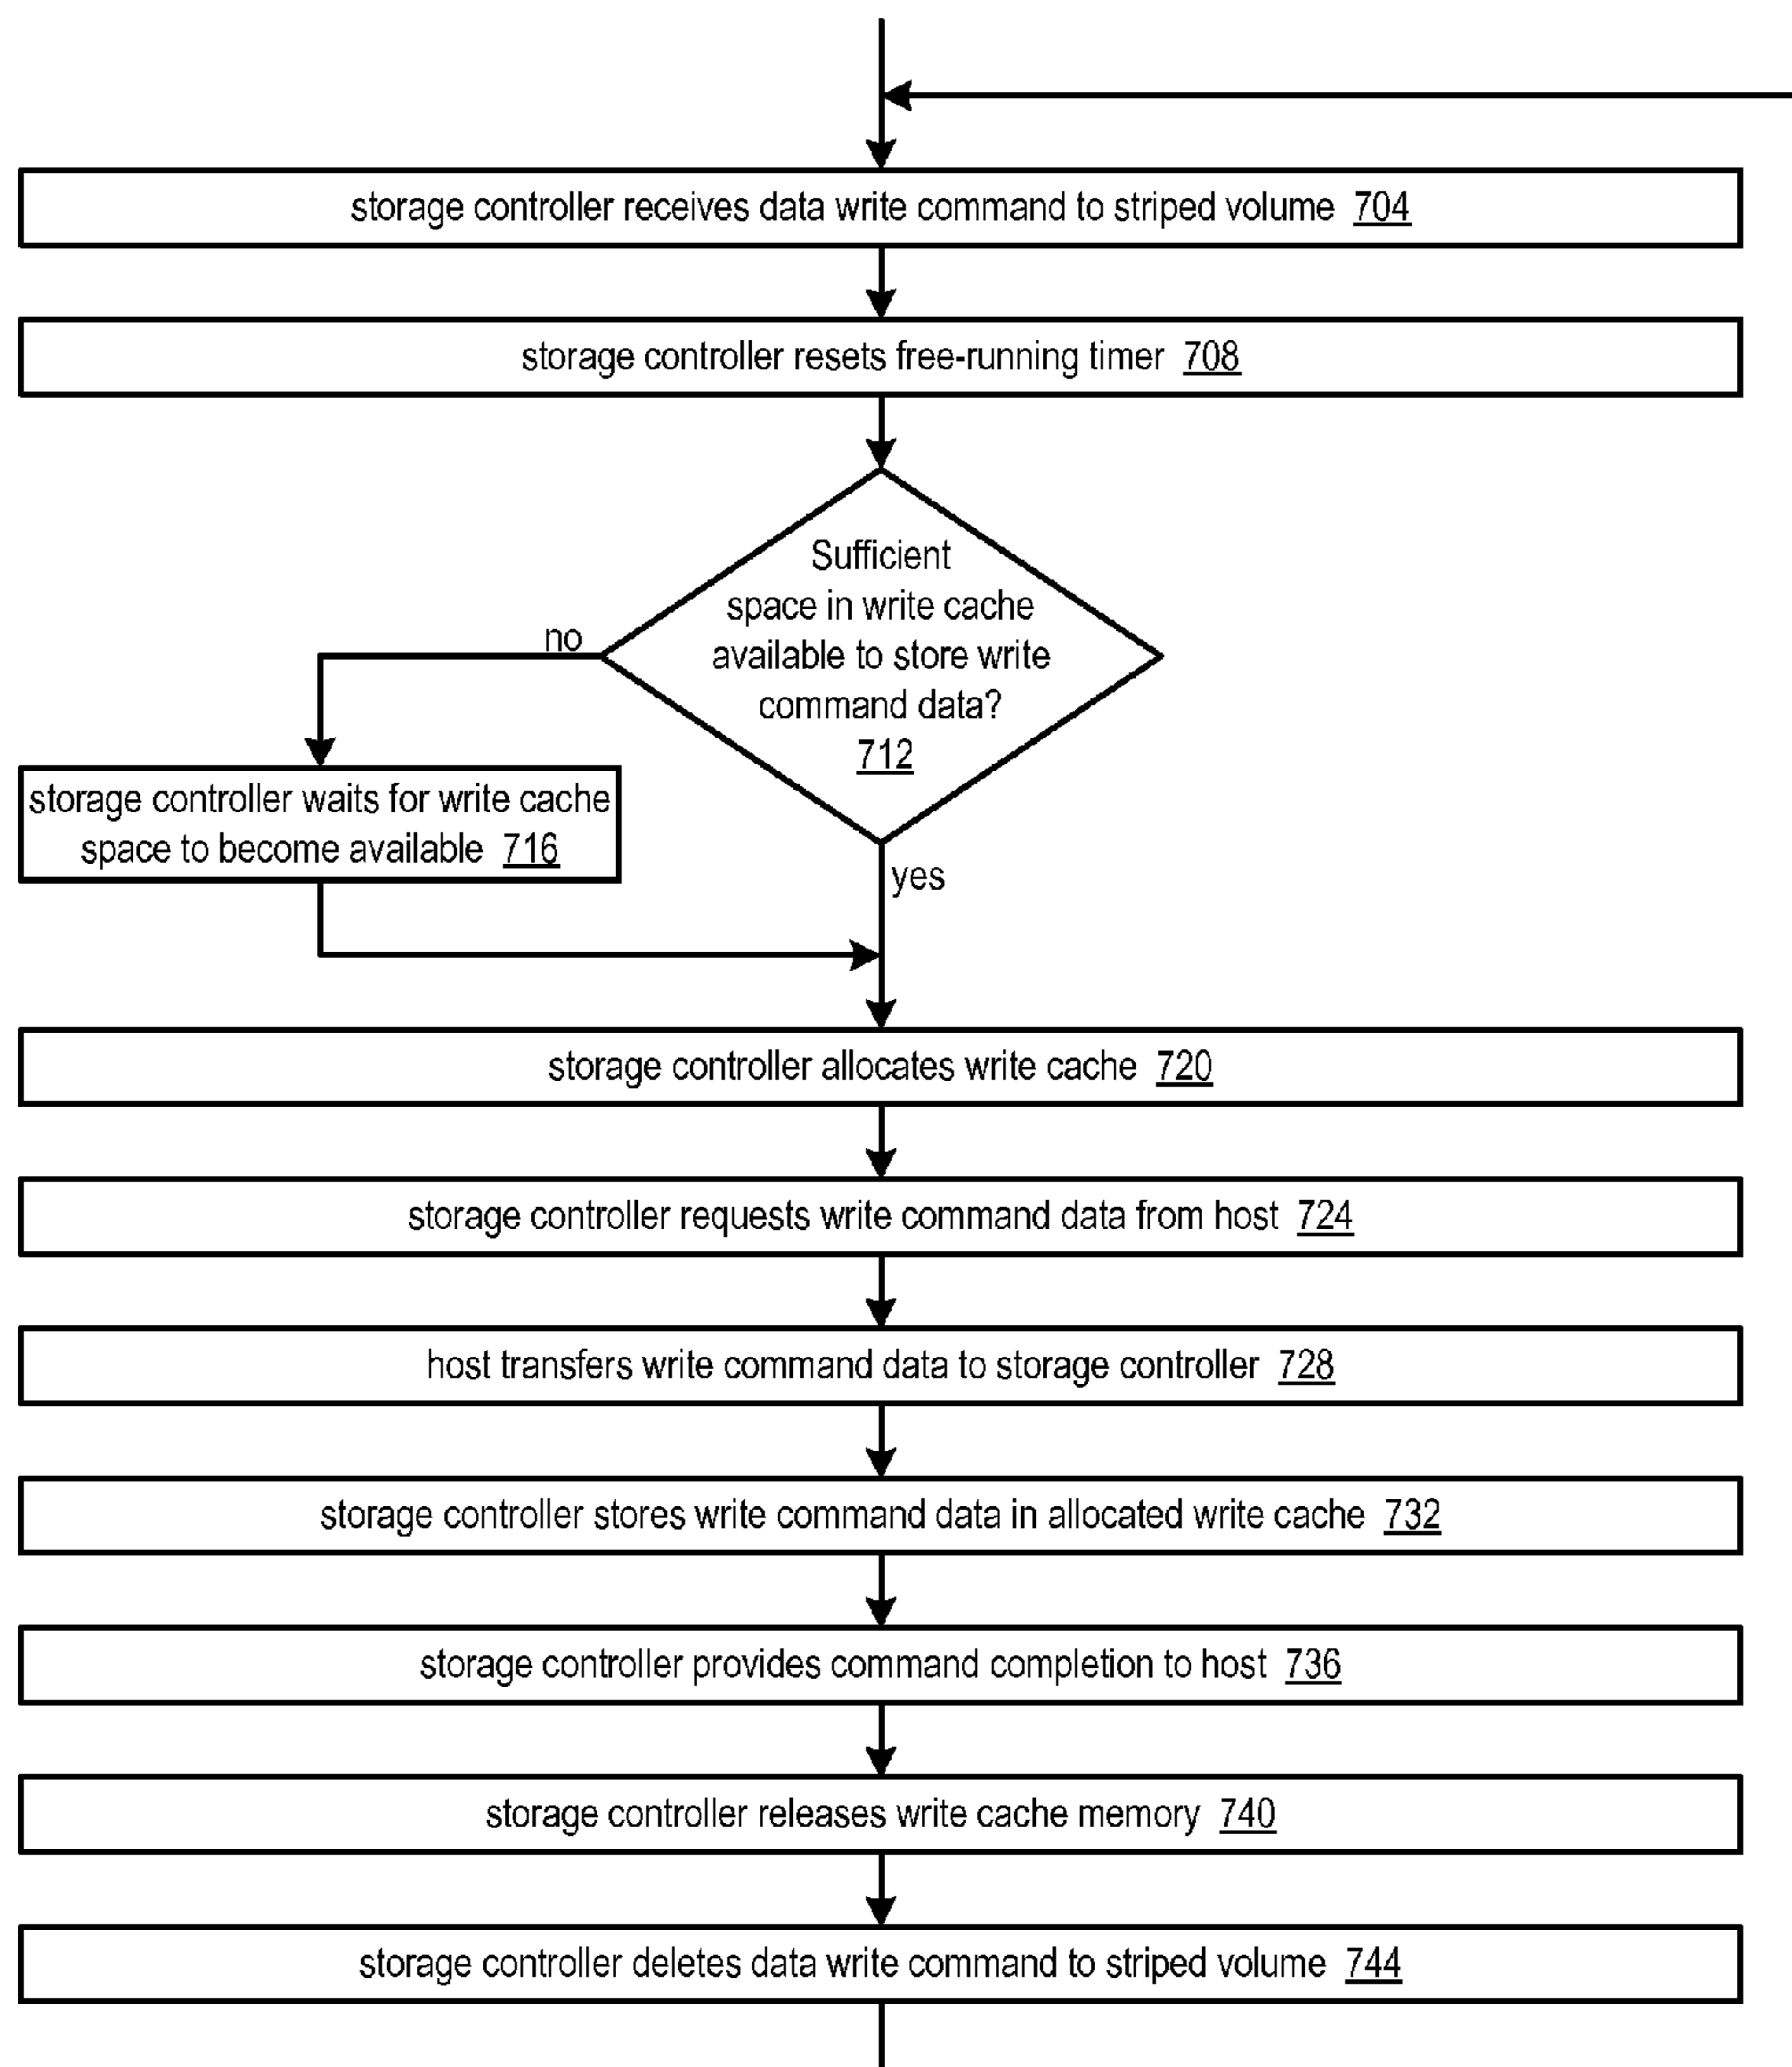 storage controller receives data write command to striped volume 704
storage controller resets free-running timer 708
Sufficient
space in write cache
available to store write
command data?
712
no
storage controller waits for write cache
space to become available 716
yes
storage controller allocates write cache 720
storage controller requests write command data from host 724
host transfers write command data to storage controller 728
storage controller stores write command data in allocated write cache 732
storage controller provides command completion to host 736
storage controller releases write cache memory 740
storage controller deletes data write command to striped volume 744